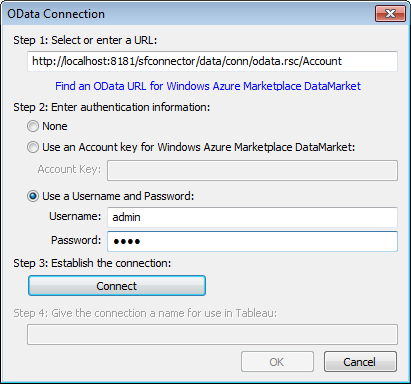 OData Connection
Step 1: Select or enter a URL:
http://localhost:8181/sfconnector/data/conn/odata.rsc/Account
Find an OData URL for Windows Azure Marketplace DataMarket
Step 2: Enter authentication information:
None
Use an Account key for Windows Azure Marketplace DataMarket:
Account Key:
Use a Username and Password:
Username: admin
Password: ●●●●
Step 3: Establish the connection:
Connect
Step 4: Give the connection a name for use in Tableau:
OK Cancel